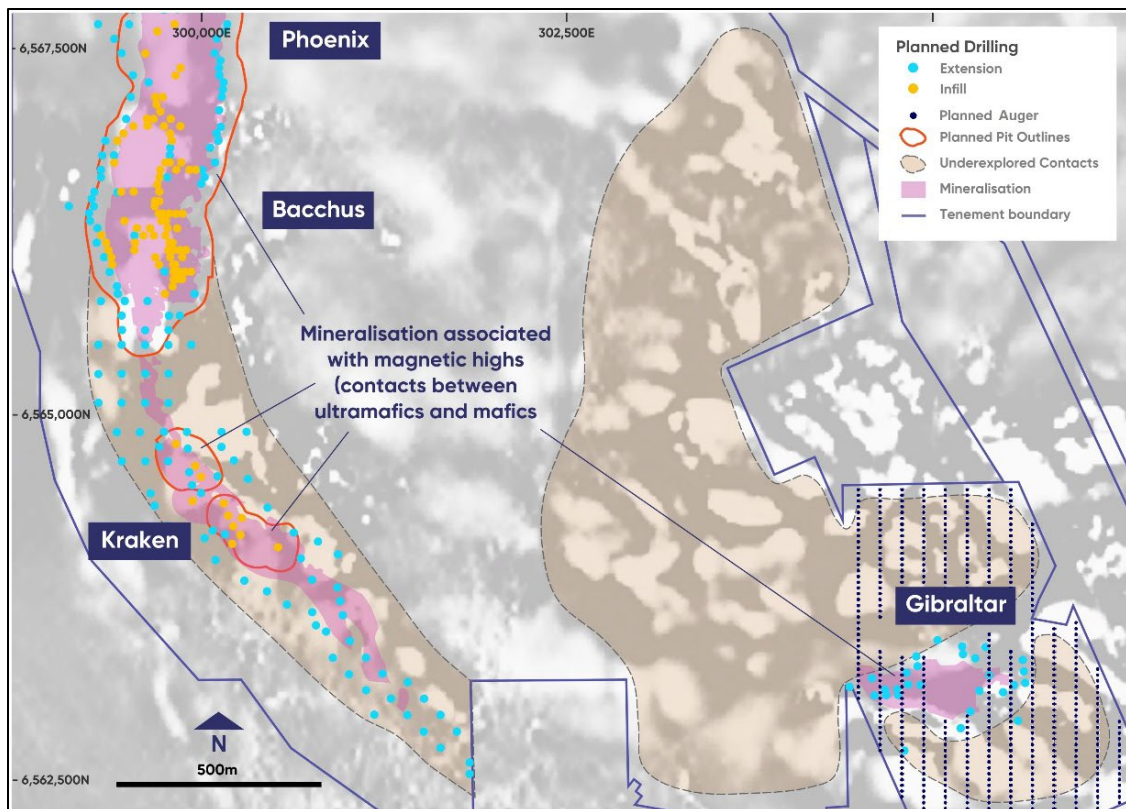 300,000E
302,500E
6,567,500N
Phoenix
Planned Drilling
Extension
Infill
Planned Auger
Planned Pit Outlines
Underexplored Contacts
Mineralisation
Tenement boundary
Bacchus
Mineralisation associated
with magnetic highs
(contacts between
ultramafics and mafics
6,565,000N
Kraken
Gibraltar
N
500m
6,562,500N